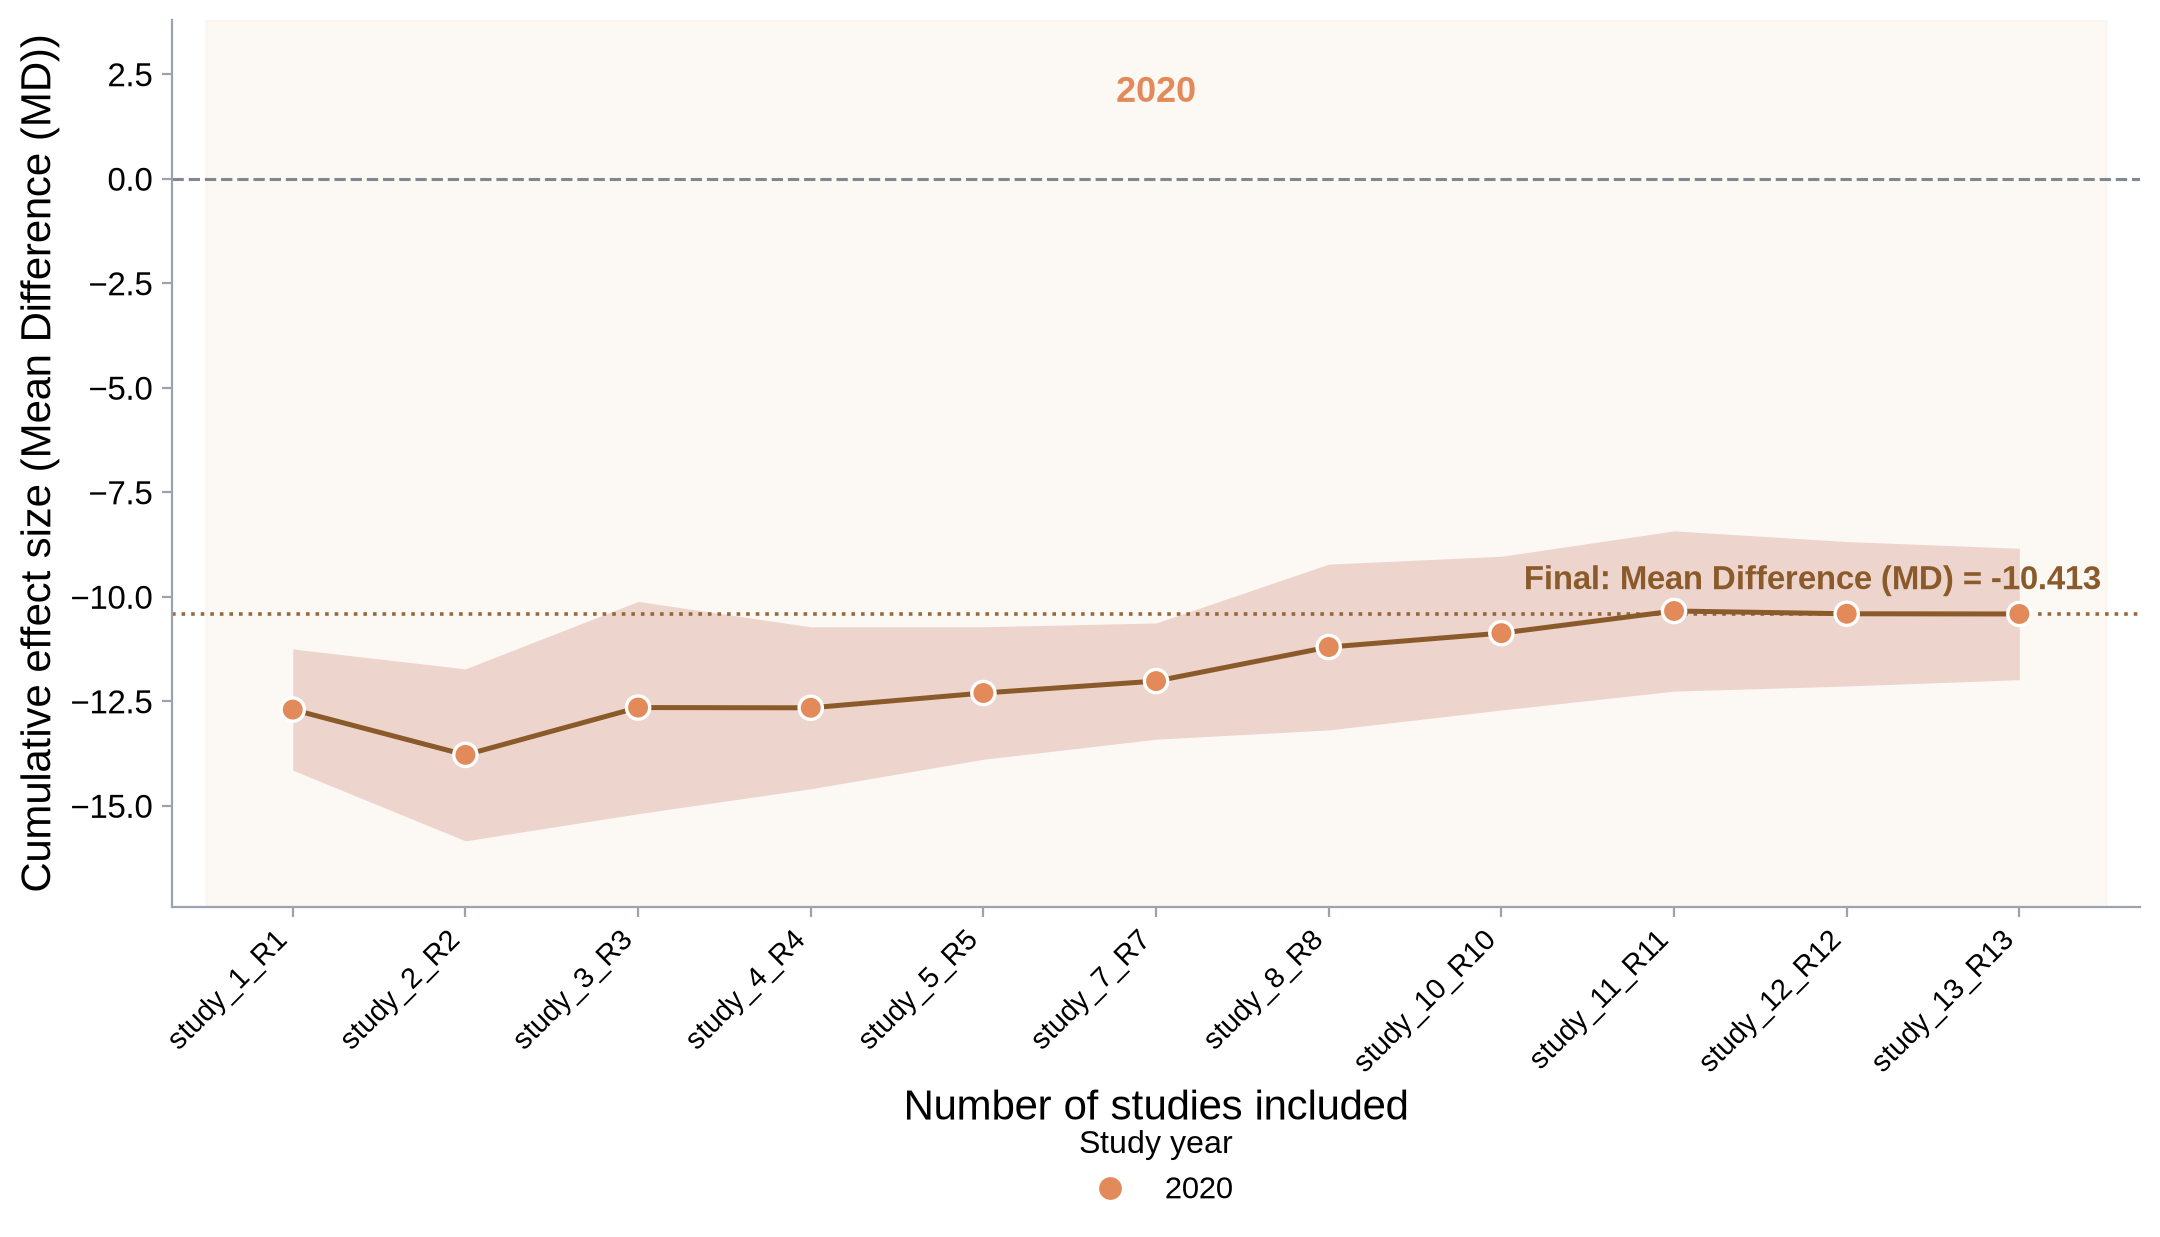 Cumulative effect size (Mean Difference (MD))
2.5
0.0
−2.5
−5.0
−7.5
−10.0
−12.5
−15.0
2020
Final: Mean Difference (MD) = -10.413
study_1_R1
study_2_R2
study_3_R3
study_4_R4
study_5_R5
study_7_R7
study_8_R8
study_10_R10
study_11_R11
study_12_R12
study_13_R13
Number of studies included
Study year
2020